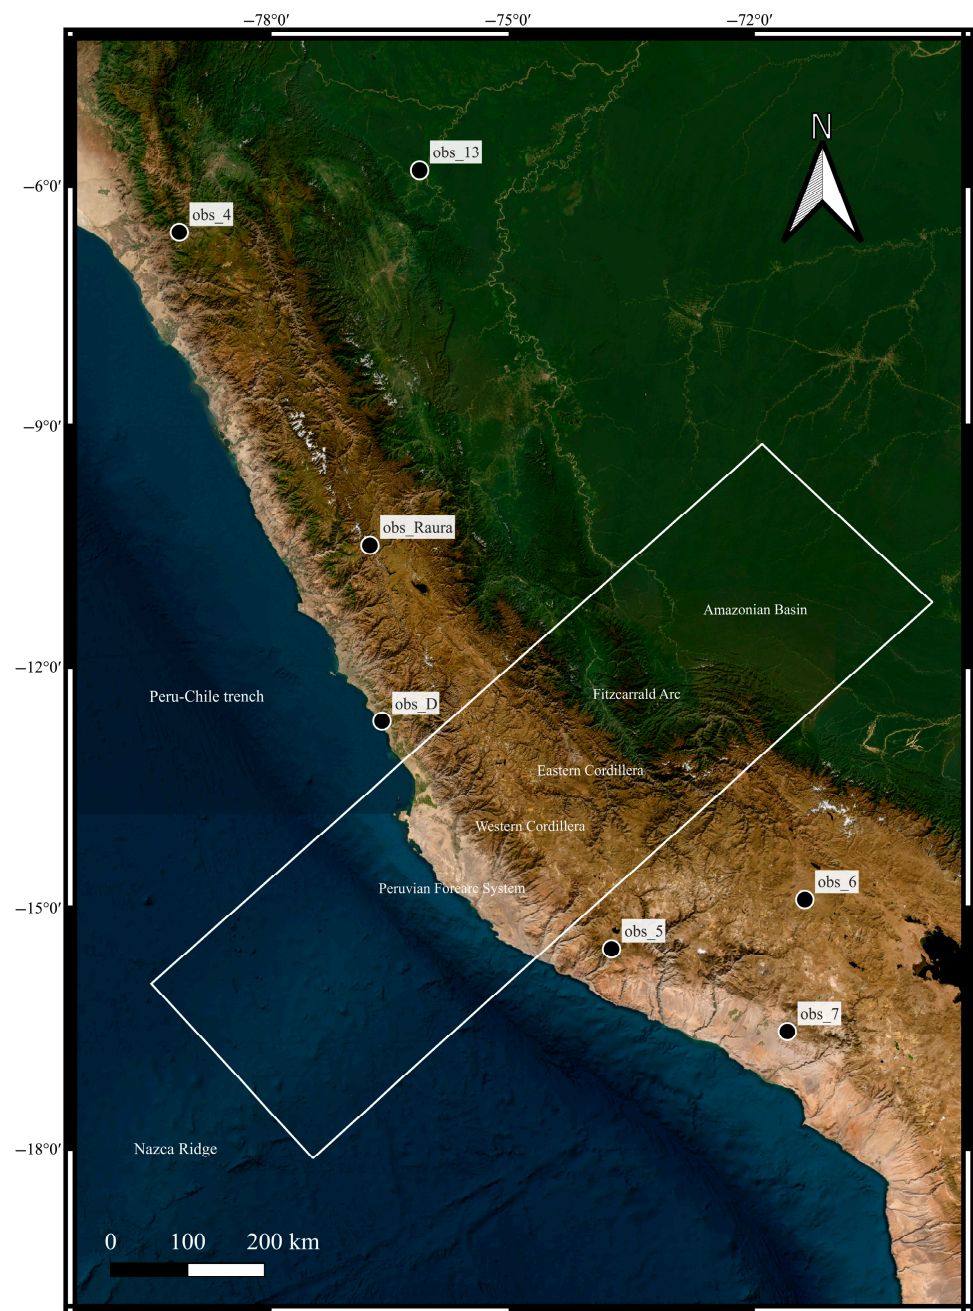 −78°0′ −75°0′ −72°0′
N
obs_13
−6°0′
obs_4
−9°0′
obs_Raura
Amazonian Basin
−12°0′
Fitzcarrald Arc
Peru-Chile trench
obs_D
Eastern Cordillera
Western Cordillera
obs_6
Peruvian Forearc System
−15°0′
obs_5
obs_7
−18°0′
Nazca Ridge
0 100 200 km